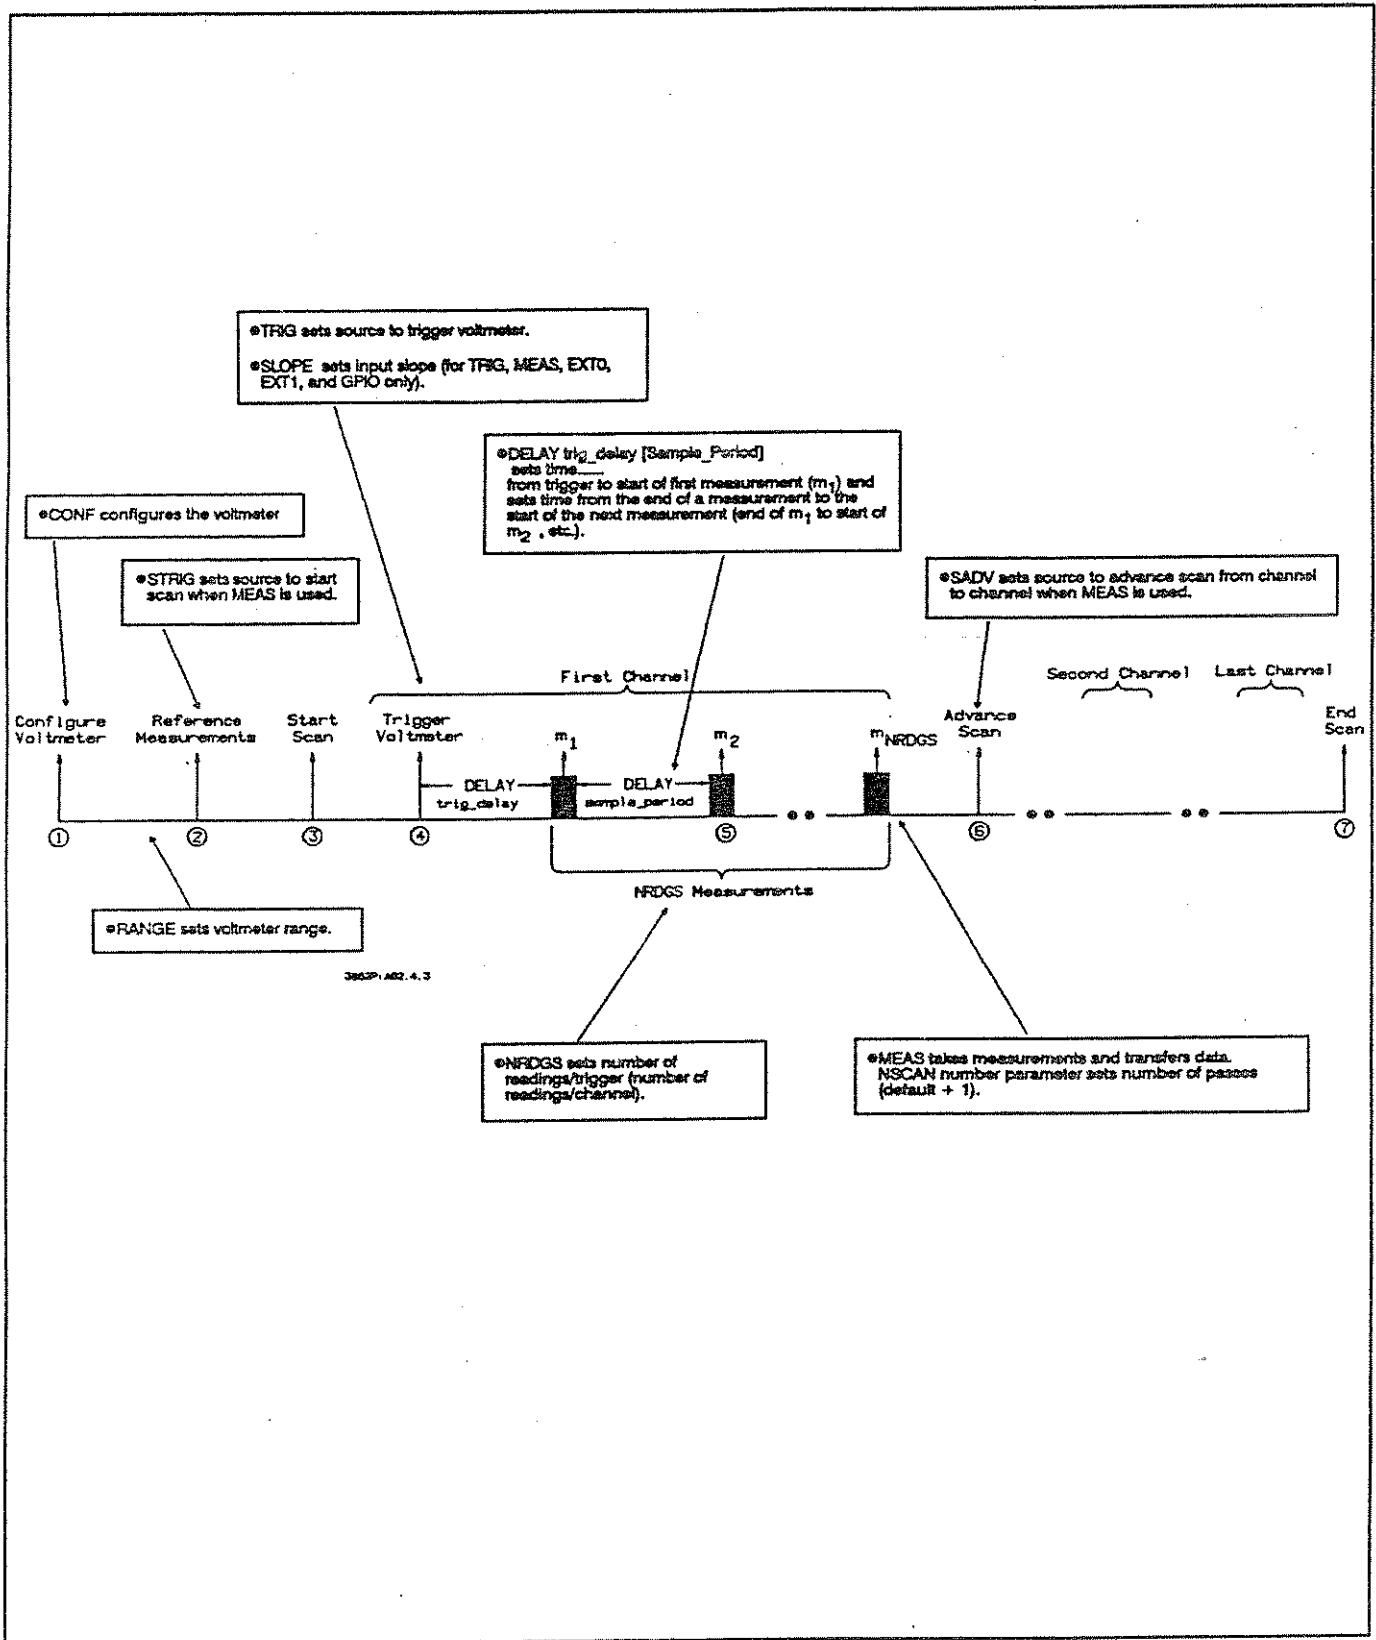 ●TRIG sets source to trigger voltmeter.
●SLOPE sets input slope (for TRIG, MEAS, EXT0,
EXT1, and GPIO only).
●DELAY trig_delay [Sample_Period]
sets time
from trigger to start of first measurement (m1) and
sets time from the end of a measurement to the
start of the next measurement (end of m1 to start of
m2 , etc.).
●CONF configures the voltmeter
●STRIG sets source to start
scan when MEAS is used.
●SADV sets source to advance scan from channel
to channel when MEAS is used.
First Channel
Second Channel
Last Channel
Configure
Voltmeter
Reference
Measurements
Start
Scan
Trigger
Voltmeter
m1
m2
mNRDGS
Advance
Scan
End
Scan
DELAY
trig_delay
DELAY
sample_period
① ② ③ ④ ⑤ ⑥ ⑦
NRDGS Measurements
●RANGE sets voltmeter range.
●NRDGS sets number of
readings/trigger (number of
readings/channel).
●MEAS takes measurements and transfers data.
NSCAN number parameter sets number of passes
(default + 1).